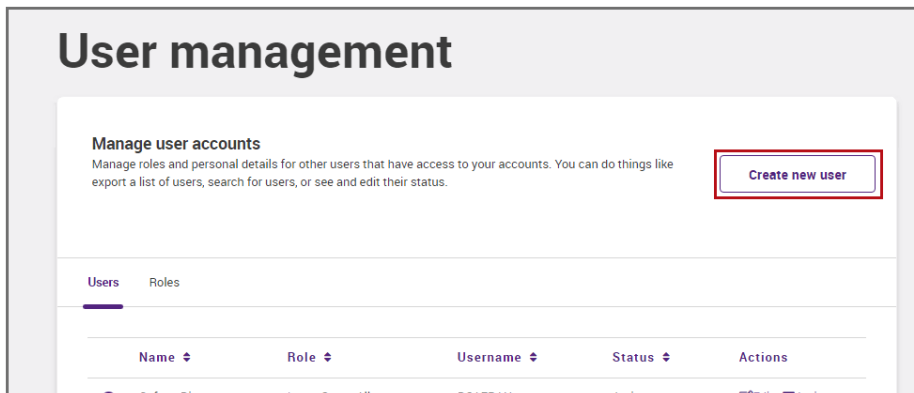 User management
Manage user accounts
Manage roles and personal details for other users that have access to your accounts. You can do things like
export a list of users, search for users, or see and edit their status.
Create new user
Users Roles
Name Role Username Status Actions